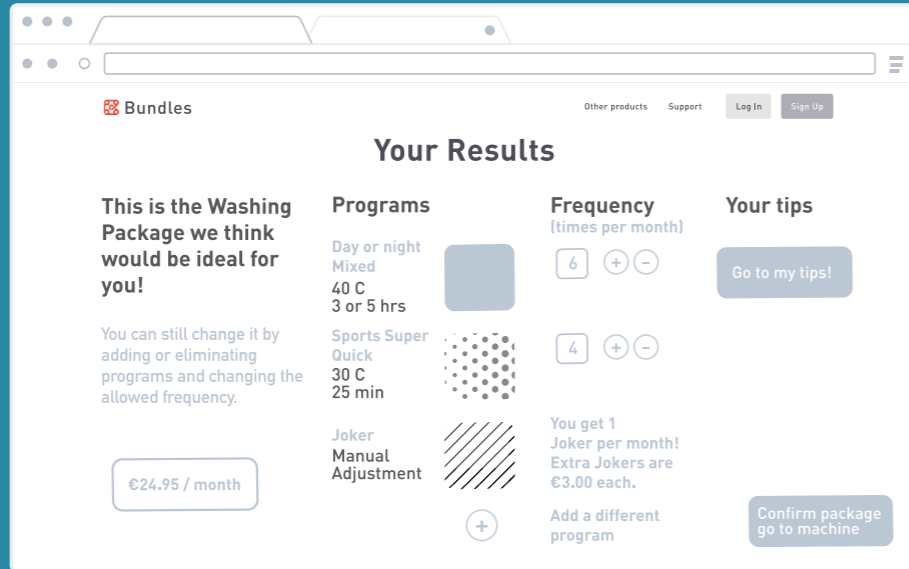 Bundles
Other products
Support
Log In
Sign Up
Your Results
This is the Washing
Package we think
would be ideal for
you!
You can still change it by
adding or eliminating
programs and changing the
allowed frequency.
€24.95 / month
Programs
Day or night
Mixed
40 C
3 or 5 hrs
Sports Super
Quick
30 C
25 min
Joker
Manual
Adjustment
Frequency
(times per month)
6
+
-
4
+
-
You get 1
Joker per month!
Extra Jokers are
€3.00 each.
+
Add a different
program
Your tips
Go to my tips!
Confirm package
go to machine